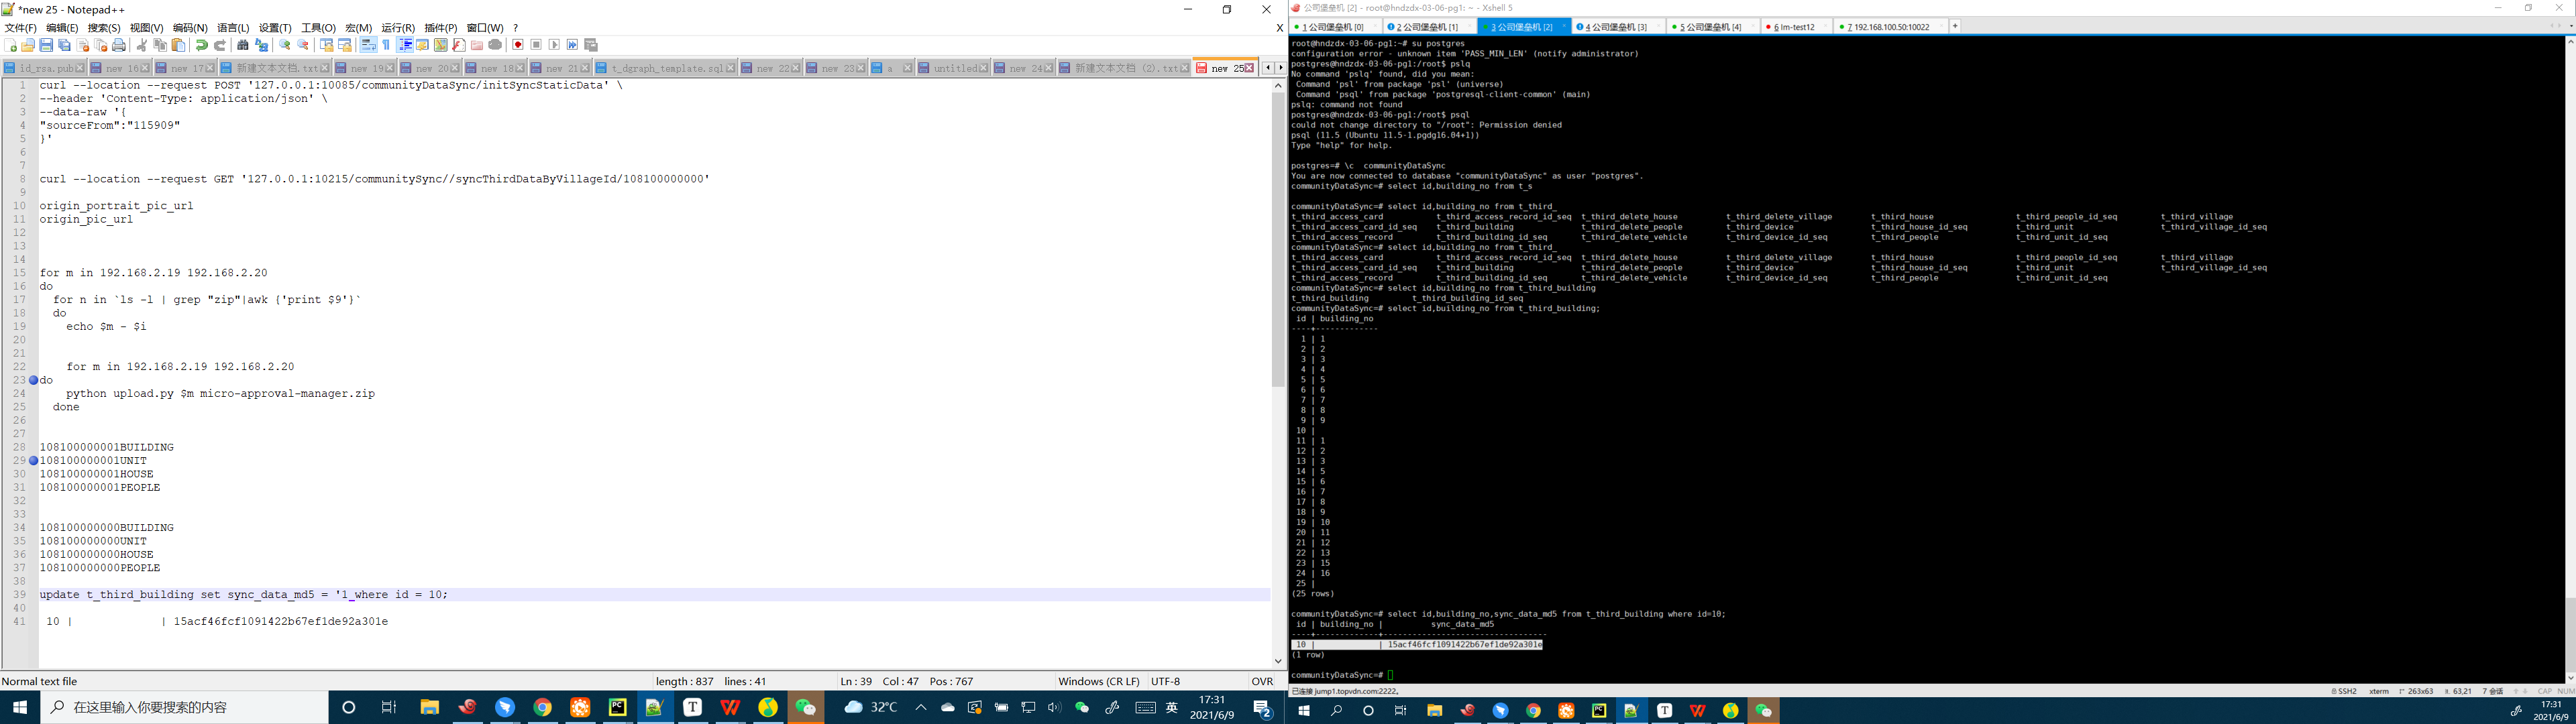 *new 25 - Notepad++
文件(F) 编辑(E) 搜索(S) 视图(V) 编码(N) 语言(L) 设置(T) 工具(O) 宏(M) 运行(R) 插件(P) 窗口(W) ?
X
id_rsa.pub new 16 new 17 新建文本文档.txt new 19 new 20 new 18 new 21 t_dgraph_template.sql new 22 new 23 a untitled new 24 新建文本文档 (2).txt new 25
1 curl --location --request POST '127.0.0.1:10085/communityDataSync/initSyncStaticData' \
2 --header 'Content-Type: application/json' \
3 --data-raw '{
4 "sourceFrom":"115909"
5 }'
6
7
8 curl --location --request GET '127.0.0.1:10215/communitySync//syncThirdDataByVillageId/108100000000'
9
10 origin_portrait_pic_url
11 origin_pic_url
12
13
14
15 for m in 192.168.2.19 192.168.2.20
16 do
17 for n in `ls -l | grep "zip"|awk {'print $9'}`
18 do
19 echo $m - $i
20
21
22 for m in 192.168.2.19 192.168.2.20
23 do
24 python upload.py $m micro-approval-manager.zip
25 done
26
27
28 108100000001BUILDING
29 108100000001UNIT
30 108100000001HOUSE
31 108100000001PEOPLE
32
33
34 108100000000BUILDING
35 108100000000UNIT
36 108100000000HOUSE
37 108100000000PEOPLE
38
39 update t_third_building set sync_data_md5 = '1_where id = 10;
40
41 10 | | 15acf46fcf1091422b67ef1de92a301e
Normal text file length : 837 lines : 41 Ln : 39 Col : 47 Pos : 767 Windows (CR LF) UTF-8 OVR
在这里输入你要搜索的内容
32°C 英 17:31
2021/6/9
2
公司堡垒机 [2] - root@hndzdx-03-06-pg1: ~ - Xshell 5
1 公司堡垒机 [0] 2 公司堡垒机 [1] 3 公司堡垒机 [2] 4 公司堡垒机 [3] 5 公司堡垒机 [4] 6 lm-test12 7 192.168.100.50:10022 +
root@hndzdx-03-06-pg1:~# su postgres
configuration error - unknown item 'PASS_MIN_LEN' (notify administrator)
postgres@hndzdx-03-06-pg1:/root$ pslq
No command 'pslq' found, did you mean:
Command 'psl' from package 'psl' (universe)
Command 'psql' from package 'postgresql-client-common' (main)
pslq: command not found
postgres@hndzdx-03-06-pg1:/root$ psql
could not change directory to "/root": Permission denied
psql (11.5 (Ubuntu 11.5-1.pgdg16.04+1))
Type "help" for help.
postgres=# \c communityDataSync
You are now connected to database "communityDataSync" as user "postgres".
communityDataSync=# select id,building_no from t_s
communityDataSync=# select id,building_no from t_third_
t_third_access_card t_third_access_record_id_seq t_third_delete_house t_third_delete_village t_third_house t_third_people_id_seq t_third_village
t_third_access_card_id_seq t_third_building t_third_delete_people t_third_device t_third_house_id_seq t_third_unit t_third_village_id_seq
t_third_access_record t_third_building_id_seq t_third_delete_vehicle t_third_device_id_seq t_third_people t_third_unit_id_seq
communityDataSync=# select id,building_no from t_third_
t_third_access_card t_third_access_record_id_seq t_third_delete_house t_third_delete_village t_third_house t_third_people_id_seq t_third_village
t_third_access_card_id_seq t_third_building t_third_delete_people t_third_device t_third_house_id_seq t_third_unit t_third_village_id_seq
t_third_access_record t_third_building_id_seq t_third_delete_vehicle t_third_device_id_seq t_third_people t_third_unit_id_seq
communityDataSync=# select id,building_no from t_third_building
t_third_building t_third_building_id_seq
communityDataSync=# select id,building_no from t_third_building;
id | building_no
----+-------------
1 | 1
2 | 2
3 | 3
4 | 4
5 | 5
6 | 6
7 | 7
8 | 8
9 | 9
10 |
11 | 1
12 | 2
13 | 3
14 | 5
15 | 6
16 | 7
17 | 8
18 | 9
19 | 10
20 | 11
21 | 12
22 | 13
23 | 15
24 | 16
25 |
(25 rows)
communityDataSync=# select id,building_no,sync_data_md5 from t_third_building where id=10;
id | building_no | sync_data_md5
----+-------------+----------------------------------
10 | | 15acf46fcf1091422b67ef1de92a301e
(1 row)
communityDataSync=#
已连接 jump1.topvdn.com:2222。 SSH2 xterm 263x63 63,21 7 会话 CAP NUM
17:31
2021/6/9